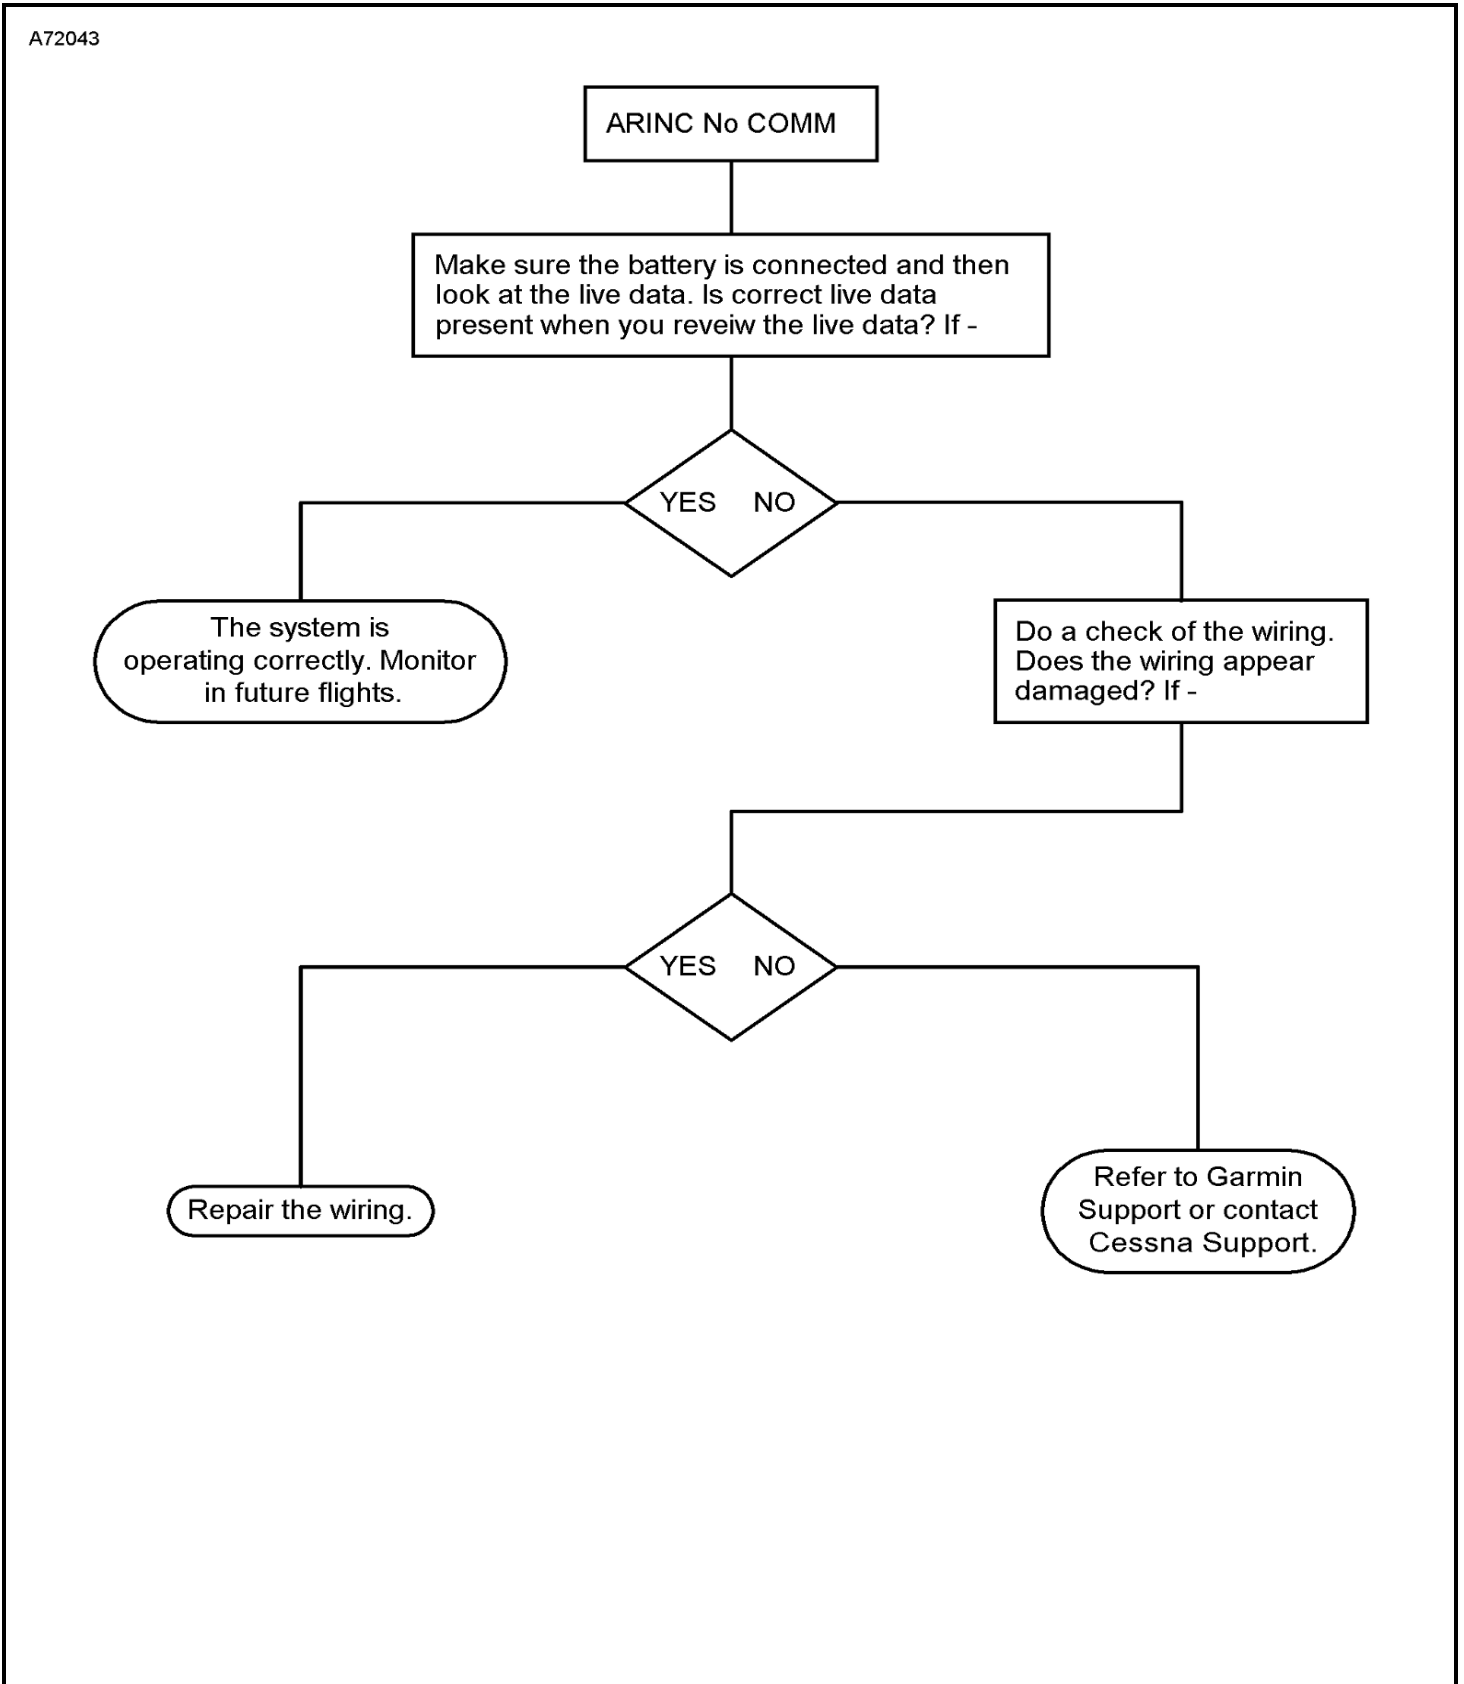 A72043
ARINC No COMM
Make sure the battery is connected and then
look at the live data. Is correct live data
present when you reveiw the live data? If -
YES NO
The system is
operating correctly. Monitor
in future flights.
Do a check of the wiring.
Does the wiring appear
damaged? If -
YES NO
Repair the wiring.
Refer to Garmin
Support or contact
Cessna Support.